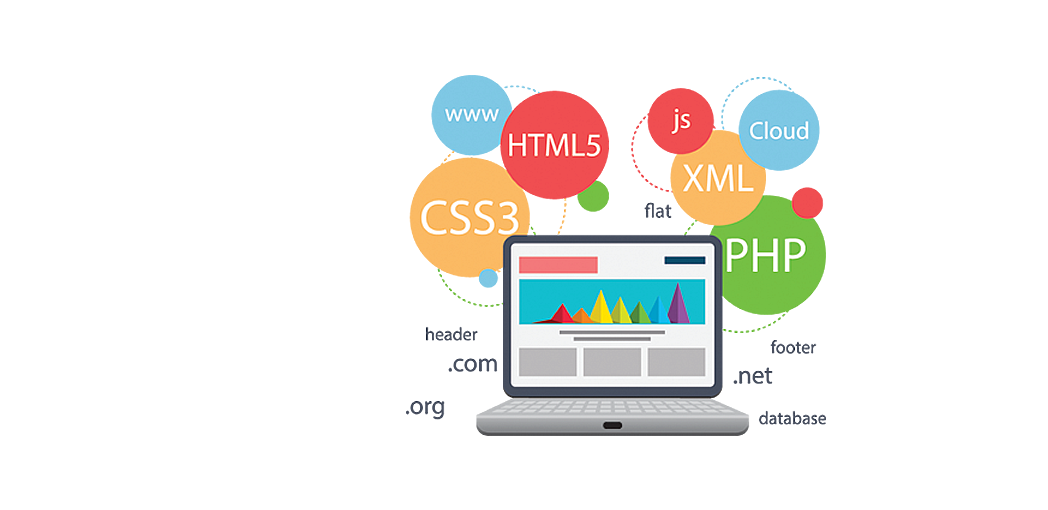 www
HTML5
js
Cloud
XML
CSS3
flat
PHP
header
.com
footer
.net
.org
database